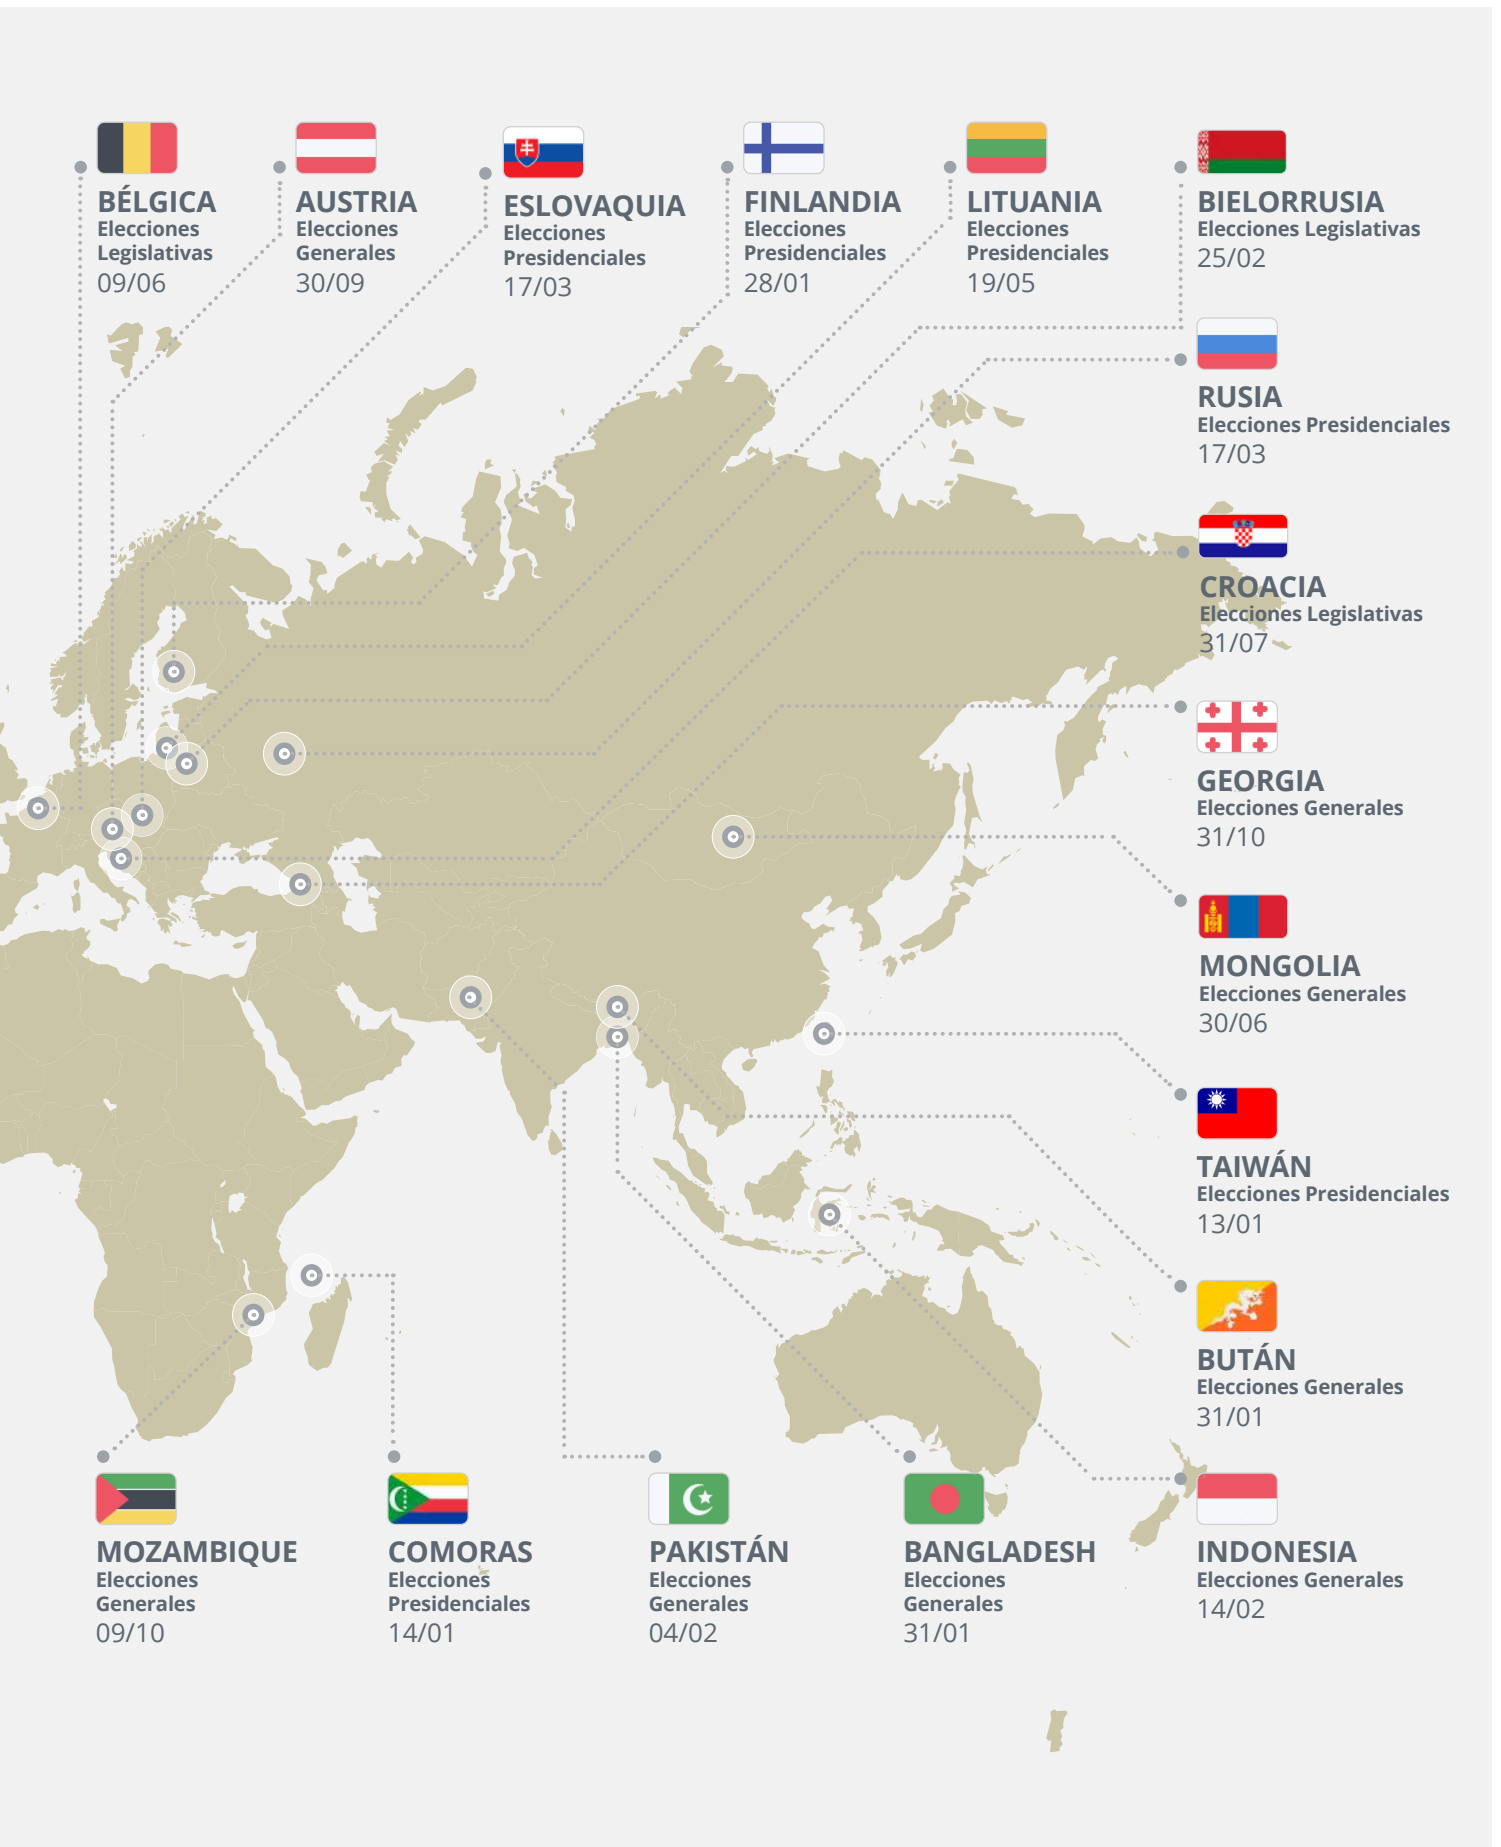 BÉLGICA
Elecciones
Legislativas
09/06
AUSTRIA
Elecciones
Generales
30/09
ESLOVAQUIA
Elecciones
Presidenciales
17/03
FINLANDIA
Elecciones
Presidenciales
28/01
LITUANIA
Elecciones
Presidenciales
19/05
BIELORRUSIA
Elecciones Legislativas
25/02
RUSIA
Elecciones Presidenciales
17/03
CROACIA
Elecciones Legislativas
31/07
GEORGIA
Elecciones Generales
31/10
MONGOLIA
Elecciones Generales
30/06
TAIWÁN
Elecciones Presidenciales
13/01
BUTÁN
Elecciones Generales
31/01
MOZAMBIQUE
Elecciones
Generales
09/10
COMORAS
Elecciones
Presidenciales
14/01
PAKISTÁN
Elecciones
Generales
04/02
BANGLADESH
Elecciones
Generales
31/01
INDONESIA
Elecciones Generales
14/02